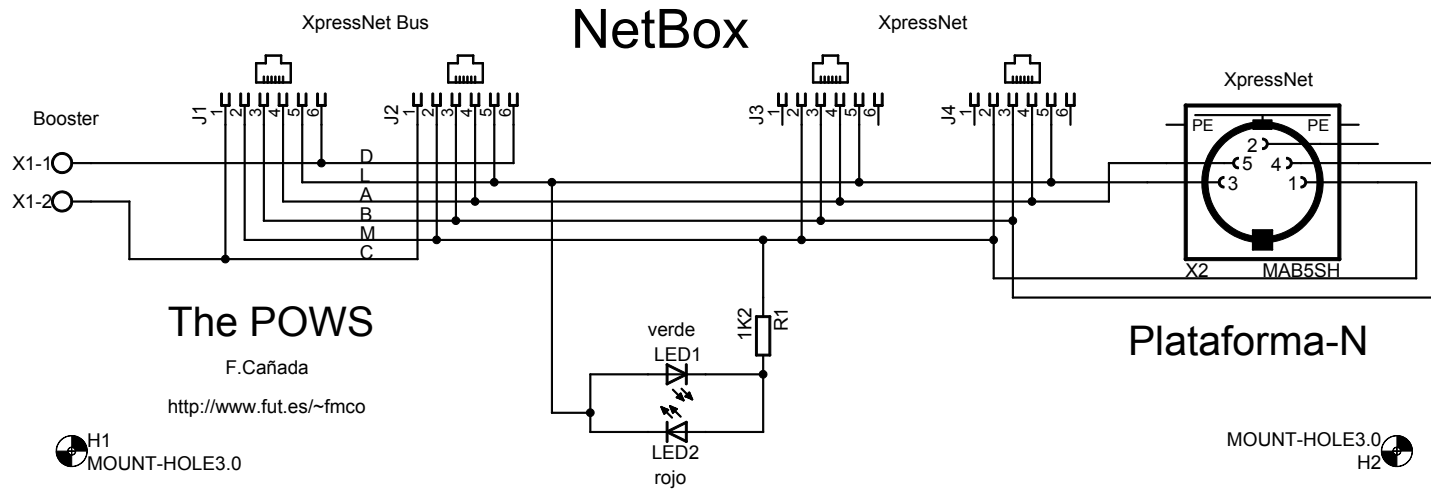 NetBox
XpressNet Bus
XpressNet
XpressNet
J1
1
2
3
4
5
6
J2
1
2
3
4
5
6
J3
1
2
3
4
5
6
J4
1
2
3
4
5
6
Booster
X1-1
X1-2
D
L
A
B
M
C
PE
PE
2
5
4
3
1
X2
MAB5SH
The POWS
F.Cañada
http://www.fut.es/~fmco
verde
LED1
1K2
R1
LED2
rojo
Plataforma-N
H1
MOUNT-HOLE3.0
MOUNT-HOLE3.0
H2